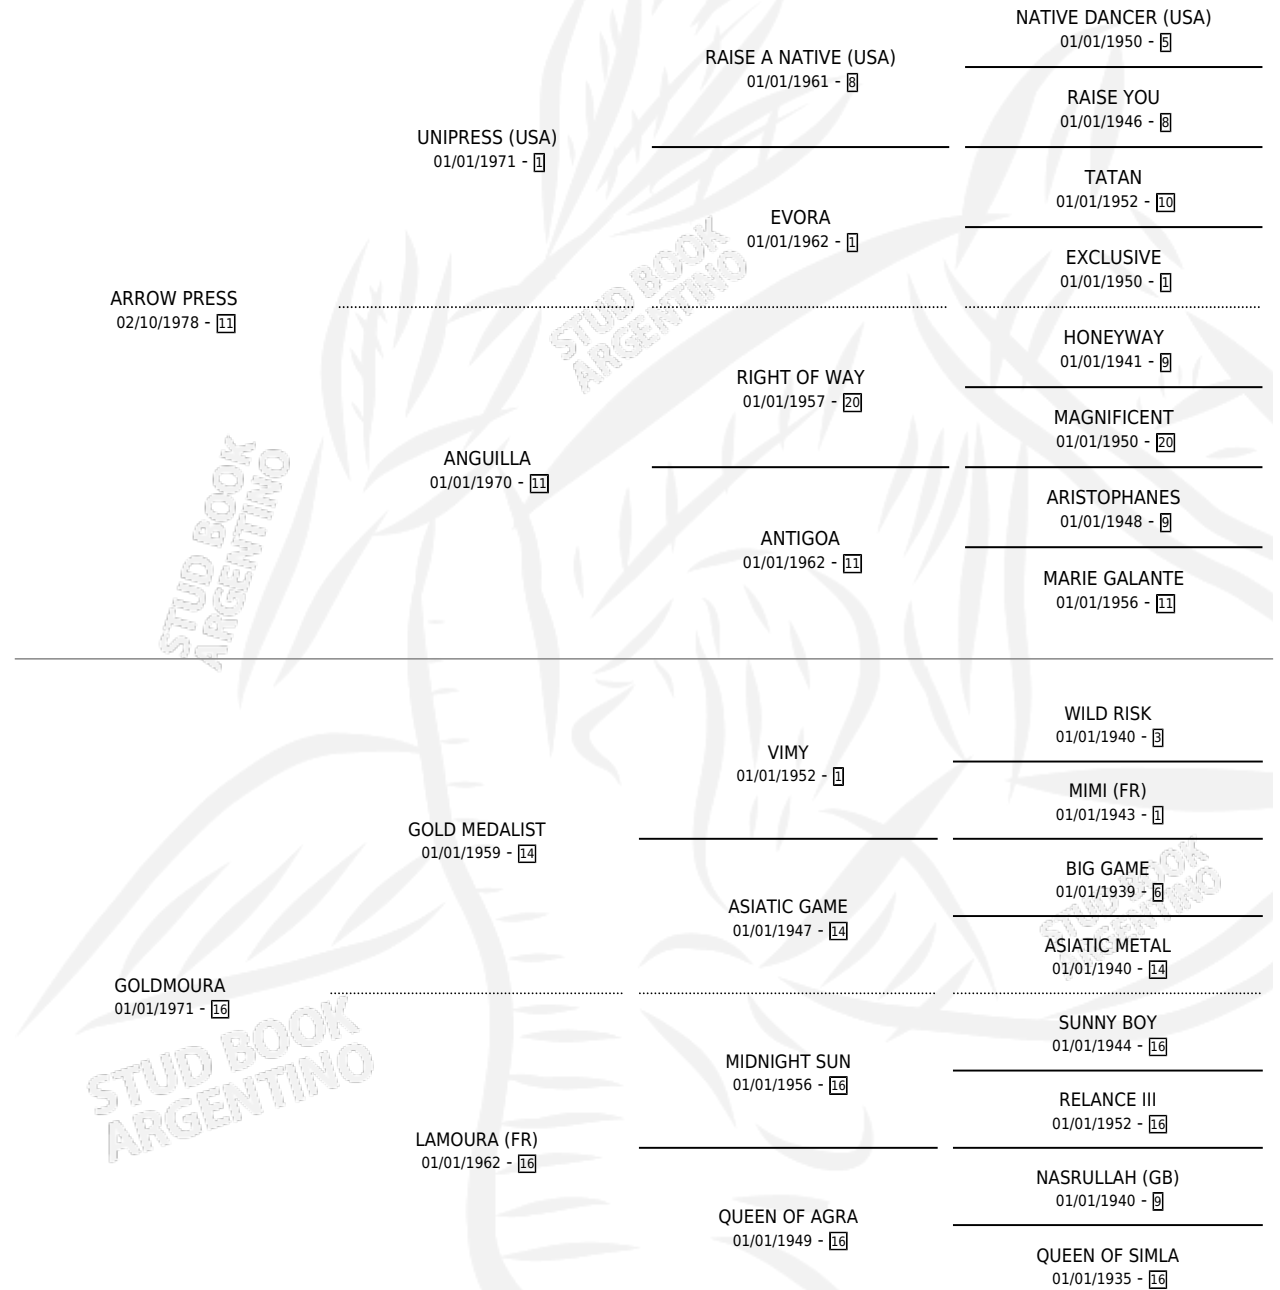 NATIVE DANCER (USA)
01/01/1950 - 5
RAISE A NATIVE (USA)
01/01/1961 - 8
RAISE YOU
01/01/1946 - 8
UNIPRESS (USA)
01/01/1971 - 1
TATAN
01/01/1952 - 10
EVORA
01/01/1962 - 1
EXCLUSIVE
01/01/1950 - 1
ARROW PRESS
02/10/1978 - 11
HONEYWAY
01/01/1941 - 9
RIGHT OF WAY
01/01/1957 - 20
MAGNIFICENT
01/01/1950 - 20
ANGUILLA
01/01/1970 - 11
ARISTOPHANES
01/01/1948 - 9
ANTIGOA
01/01/1962 - 11
MARIE GALANTE
01/01/1956 - 11
WILD RISK
01/01/1940 - 3
VIMY
01/01/1952 - 1
MIMI (FR)
01/01/1943 - 1
GOLD MEDALIST
01/01/1959 - 14
BIG GAME
01/01/1939 - 6
ASIATIC GAME
01/01/1947 - 14
ASIATIC METAL
01/01/1940 - 14
GOLDMOURA
01/01/1971 - 16
SUNNY BOY
01/01/1944 - 16
MIDNIGHT SUN
01/01/1956 - 16
RELANCE III
01/01/1952 - 16
LAMOURA (FR)
01/01/1962 - 16
NASRULLAH (GB)
01/01/1940 - 9
QUEEN OF AGRA
01/01/1949 - 16
QUEEN OF SIMLA
01/01/1935 - 16
STUD BOOK
ARGENTINO
STUD BOOK
ARGENTINO
STUD BOOK
ARGENTINO
STUD BOOK
ARGENTINO